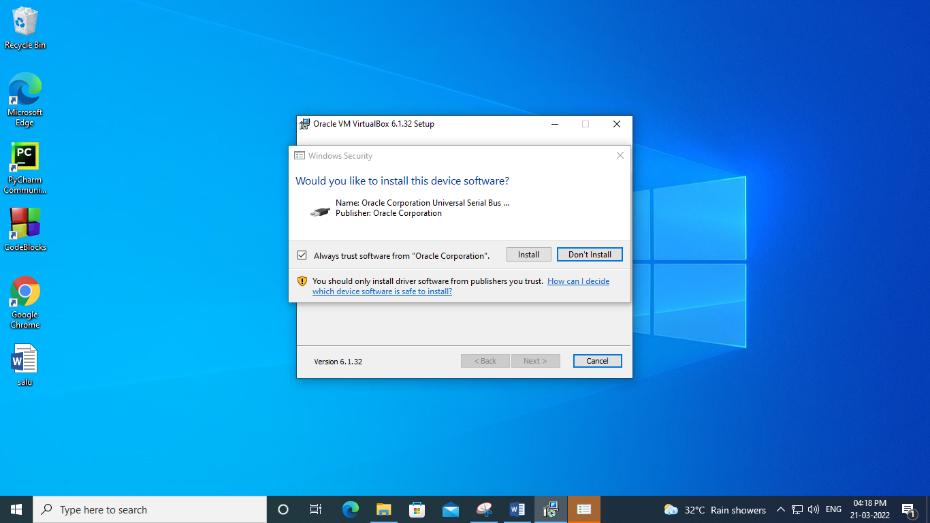 Recycle Bin
Microsoft
Edge
PC
PyCharm
Communi...
CodeBlocks
Google
Chrome
W
salu
Oracle VM VirtualBox 6.1.32 Setup
Windows Security
Would you like to install this device software?
Name: Oracle Corporation Universal Serial Bus ...
Publisher: Oracle Corporation
Always trust software from "Oracle Corporation".
Install
Don't Install
You should only install driver software from publishers you trust. How can I decide
which device software is safe to install?
Version 6.1.32
< Back
Next >
Cancel
Type here to search
W
32°C Rain showers
ENG
04:18 PM
21-03-2022
1